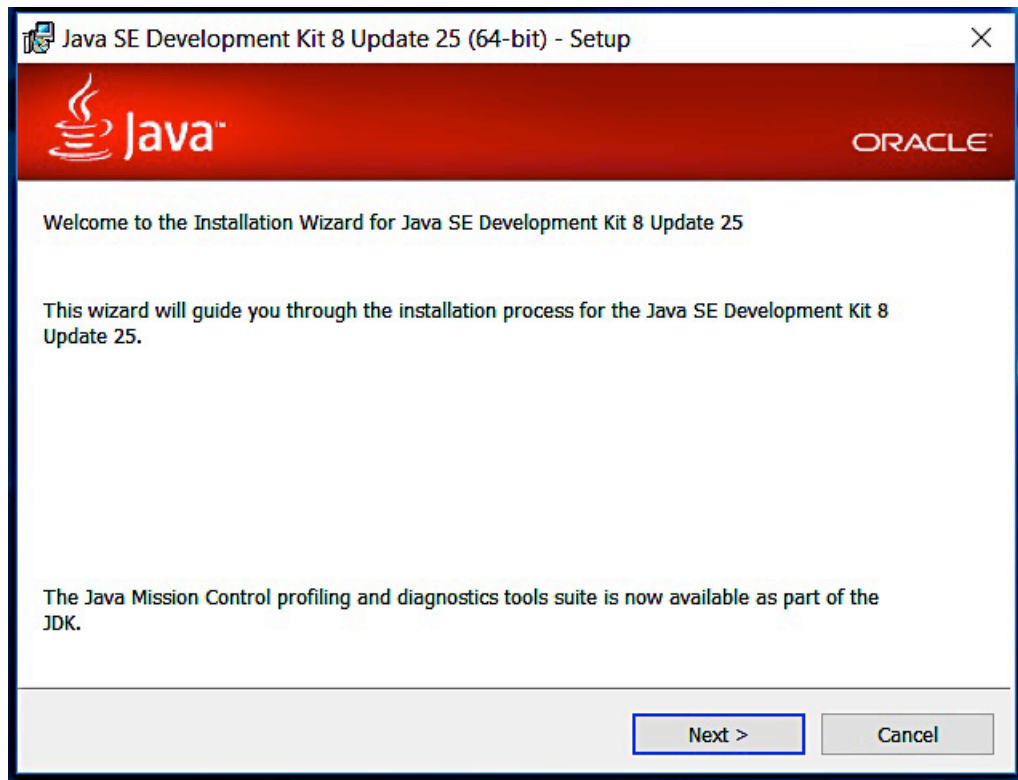 Java SE Development Kit 8 Update 25 (64-bit) - Setup
Java™
ORACLE
Welcome to the Installation Wizard for Java SE Development Kit 8 Update 25
This wizard will guide you through the installation process for the Java SE Development Kit 8
Update 25.
The Java Mission Control profiling and diagnostics tools suite is now available as part of the
JDK.
Next >
Cancel